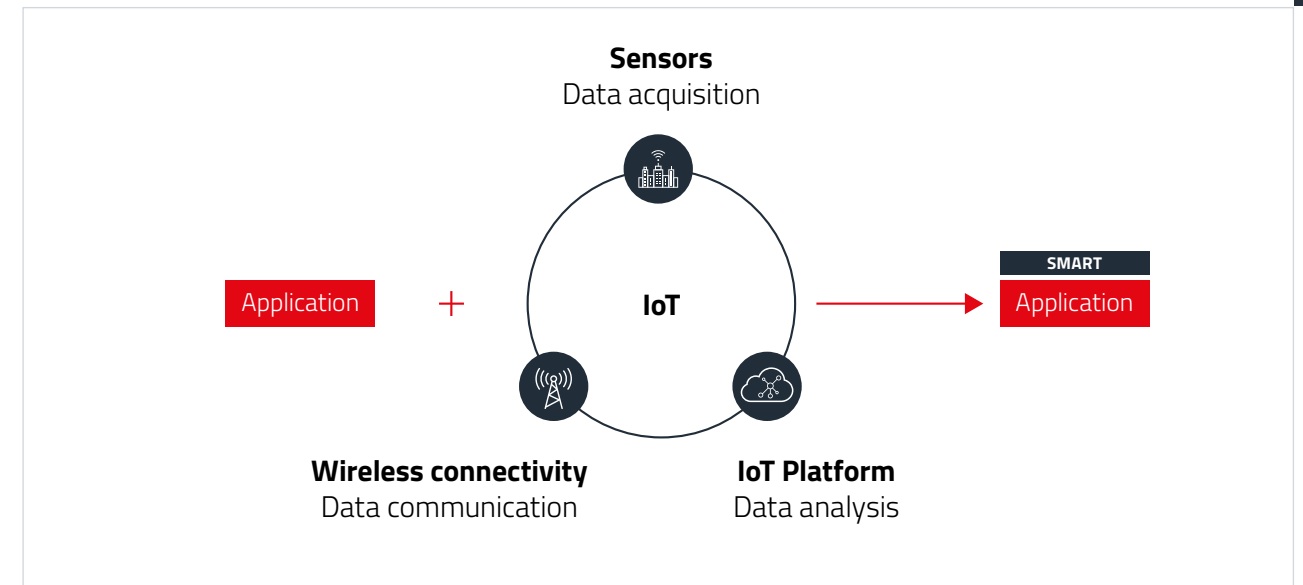 Sensors
Data acquisition
SMART
Application
+
IoT
Application
Wireless connectivity
Data communication
IoT Platform
Data analysis